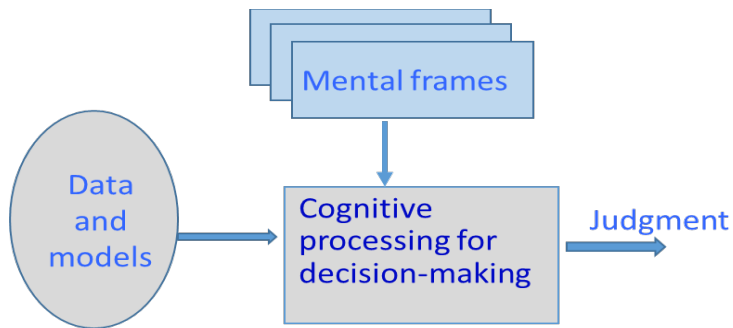 Mental frames
Data
and
models
Cognitive
processing for
decision-making
Judgment